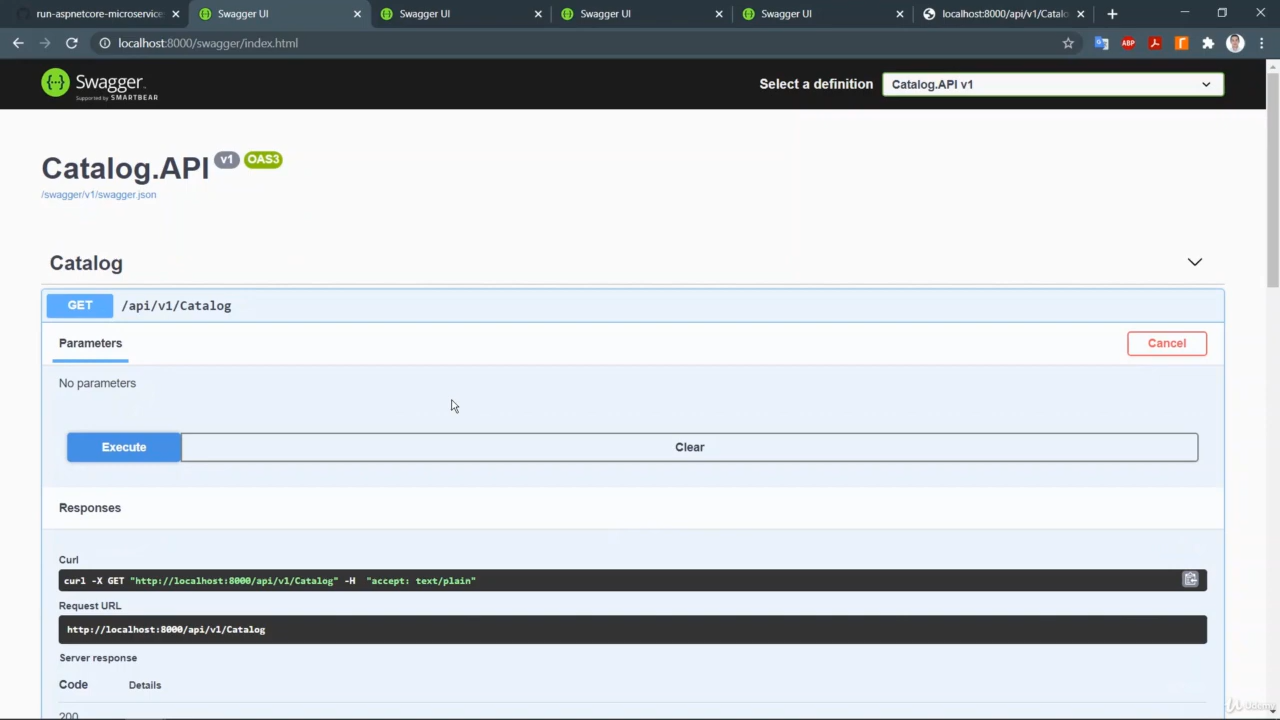 run-aspnetcore-microservice
Swagger UI
Swagger UI
Swagger UI
Swagger UI
localhost:8000/api/v1/Catalo
localhost:8000/swagger/index.html
ABP
Swagger
Supported by SMARTBEAR
Select a definition
Catalog.API v1
Catalog.API v1 OAS3
/swagger/v1/swagger.json
Catalog
GET /api/v1/Catalog
Parameters
Cancel
No parameters
Execute
Clear
Responses
Curl
curl -X GET "http://localhost:8000/api/v1/Catalog" -H "accept: text/plain"
Request URL
http://localhost:8000/api/v1/Catalog
Server response
Code Details
200
Udemy